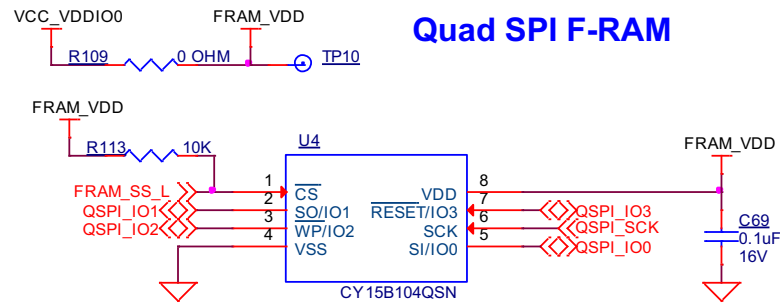 Quad SPI F-RAM
VCC_VDDIO0
FRAM_VDD
R109
0 OHM
TP10
FRAM_VDD
R113
10K
U4
FRAM_VDD
FRAM_SS_L
1
CS
VDD
8
QSPI_IO1
2
SO/IO1
RESET/IO3
7
QSPI_IO3
QSPI_IO2
3
WP/IO2
SCK
6
QSPI_SCK
4
VSS
SI/IO0
5
QSPI_IO0
C69
0.1uF
16V
CY15B104QSN